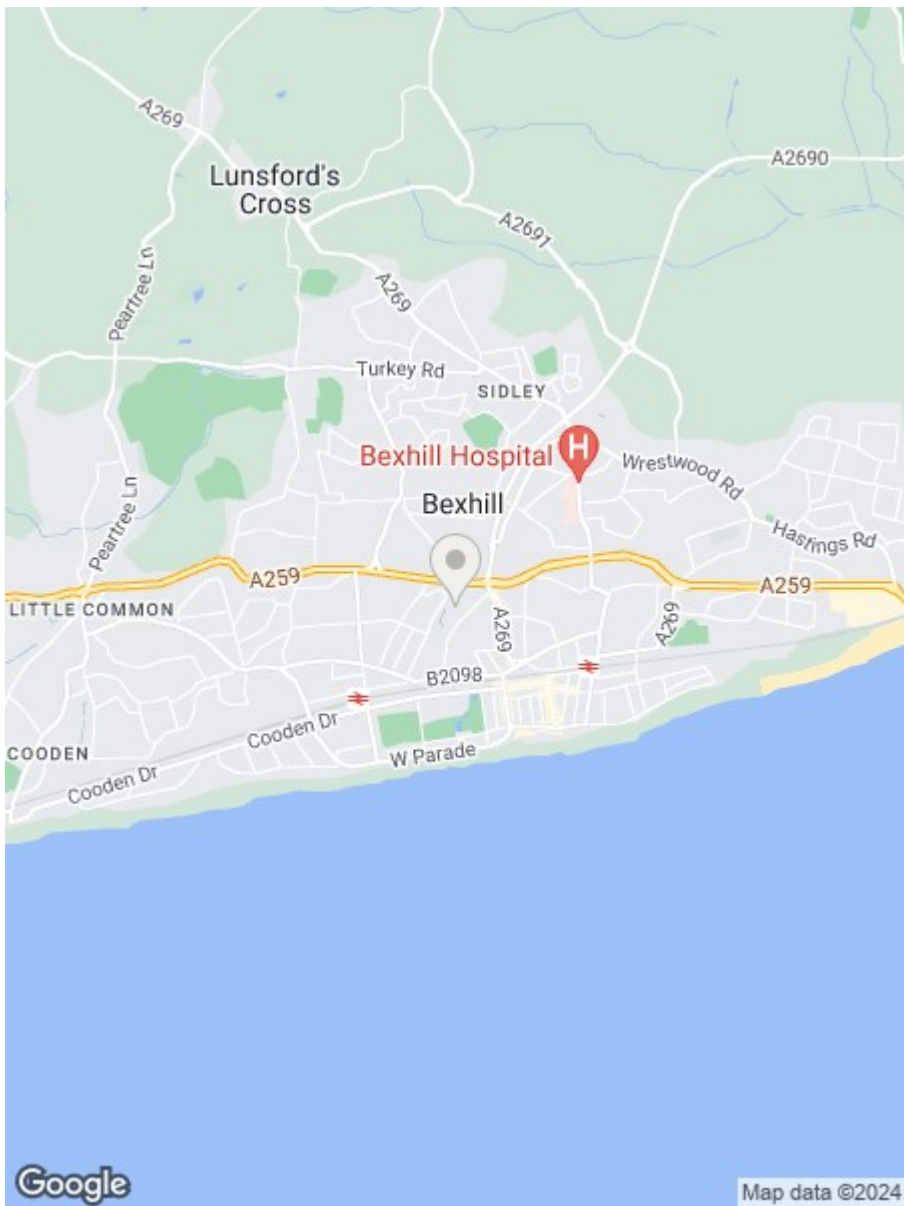 A269
A2690
Lunsford's
Cross
A2691
Peartree Ln
A269
Turkey Rd
SIDLEY
Bexhill Hospital
H
Wrestwood Rd
Bexhill
Peartree Ln
Hastings Rd
A259
A259
LITTLE COMMON
A269
A269
B2098
Cooden Dr
W Parade
COODEN
Cooden Dr
Google
Map data ©2024